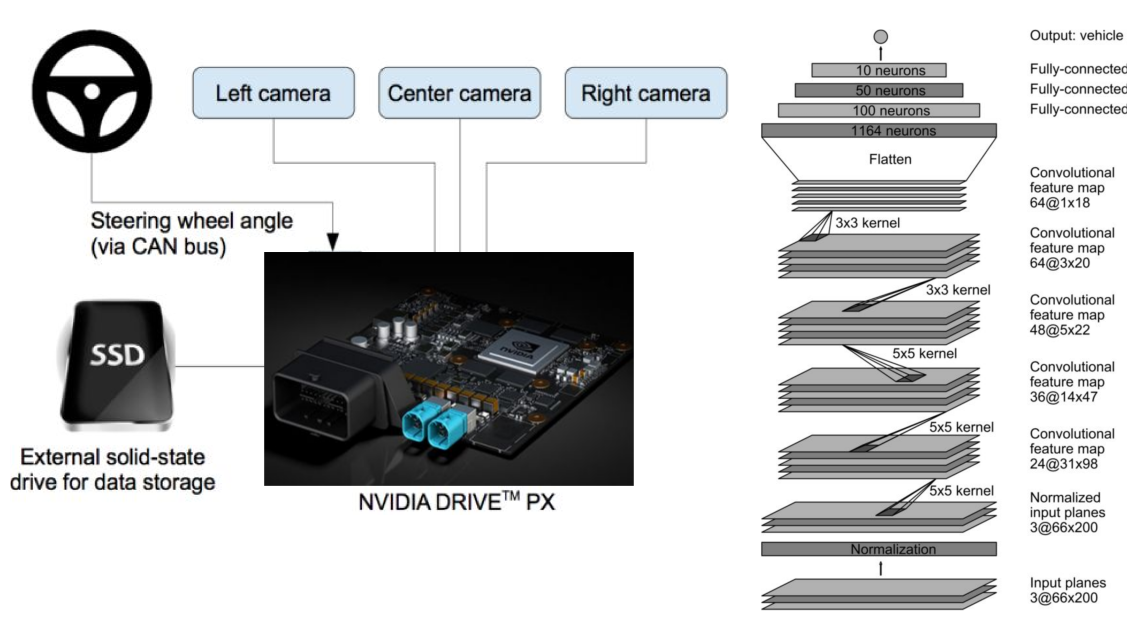 Left camera
Center camera
Right camera
Steering wheel angle
(via CAN bus)
SSD
External solid-state
drive for data storage
NVIDIA
NVIDIA DRIVE™ PX
Output: vehicle
10 neurons
Fully-connected
50 neurons
Fully-connected
100 neurons
Fully-connected
1164 neurons
Flatten
Convolutional
feature map
64@1x18
3x3 kernel
Convolutional
feature map
64@3x20
3x3 kernel
Convolutional
feature map
48@5x22
5x5 kernel
Convolutional
feature map
36@14x47
5x5 kernel
Convolutional
feature map
24@31x98
5x5 kernel
Normalized
input planes
3@66x200
Normalization
Input planes
3@66x200